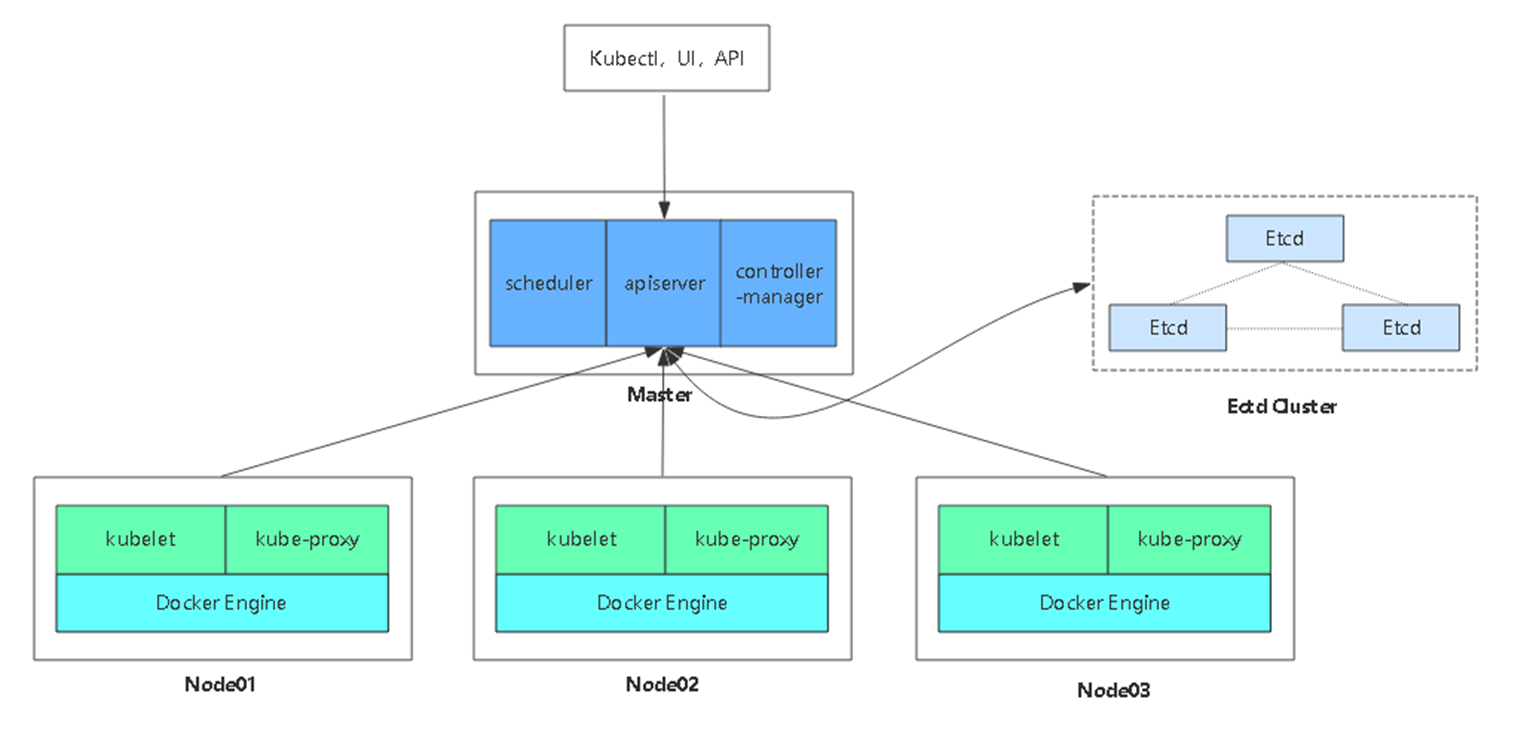 Kubectl，UI，API
scheduler
apiserver
controller
-manager
Master
Etcd
Etcd
Etcd
Ectd Cluster
kubelet
kube-proxy
Docker Engine
Node01
kubelet
kube-proxy
Docker Engine
Node02
kubelet
kube-proxy
Docker Engine
Node03